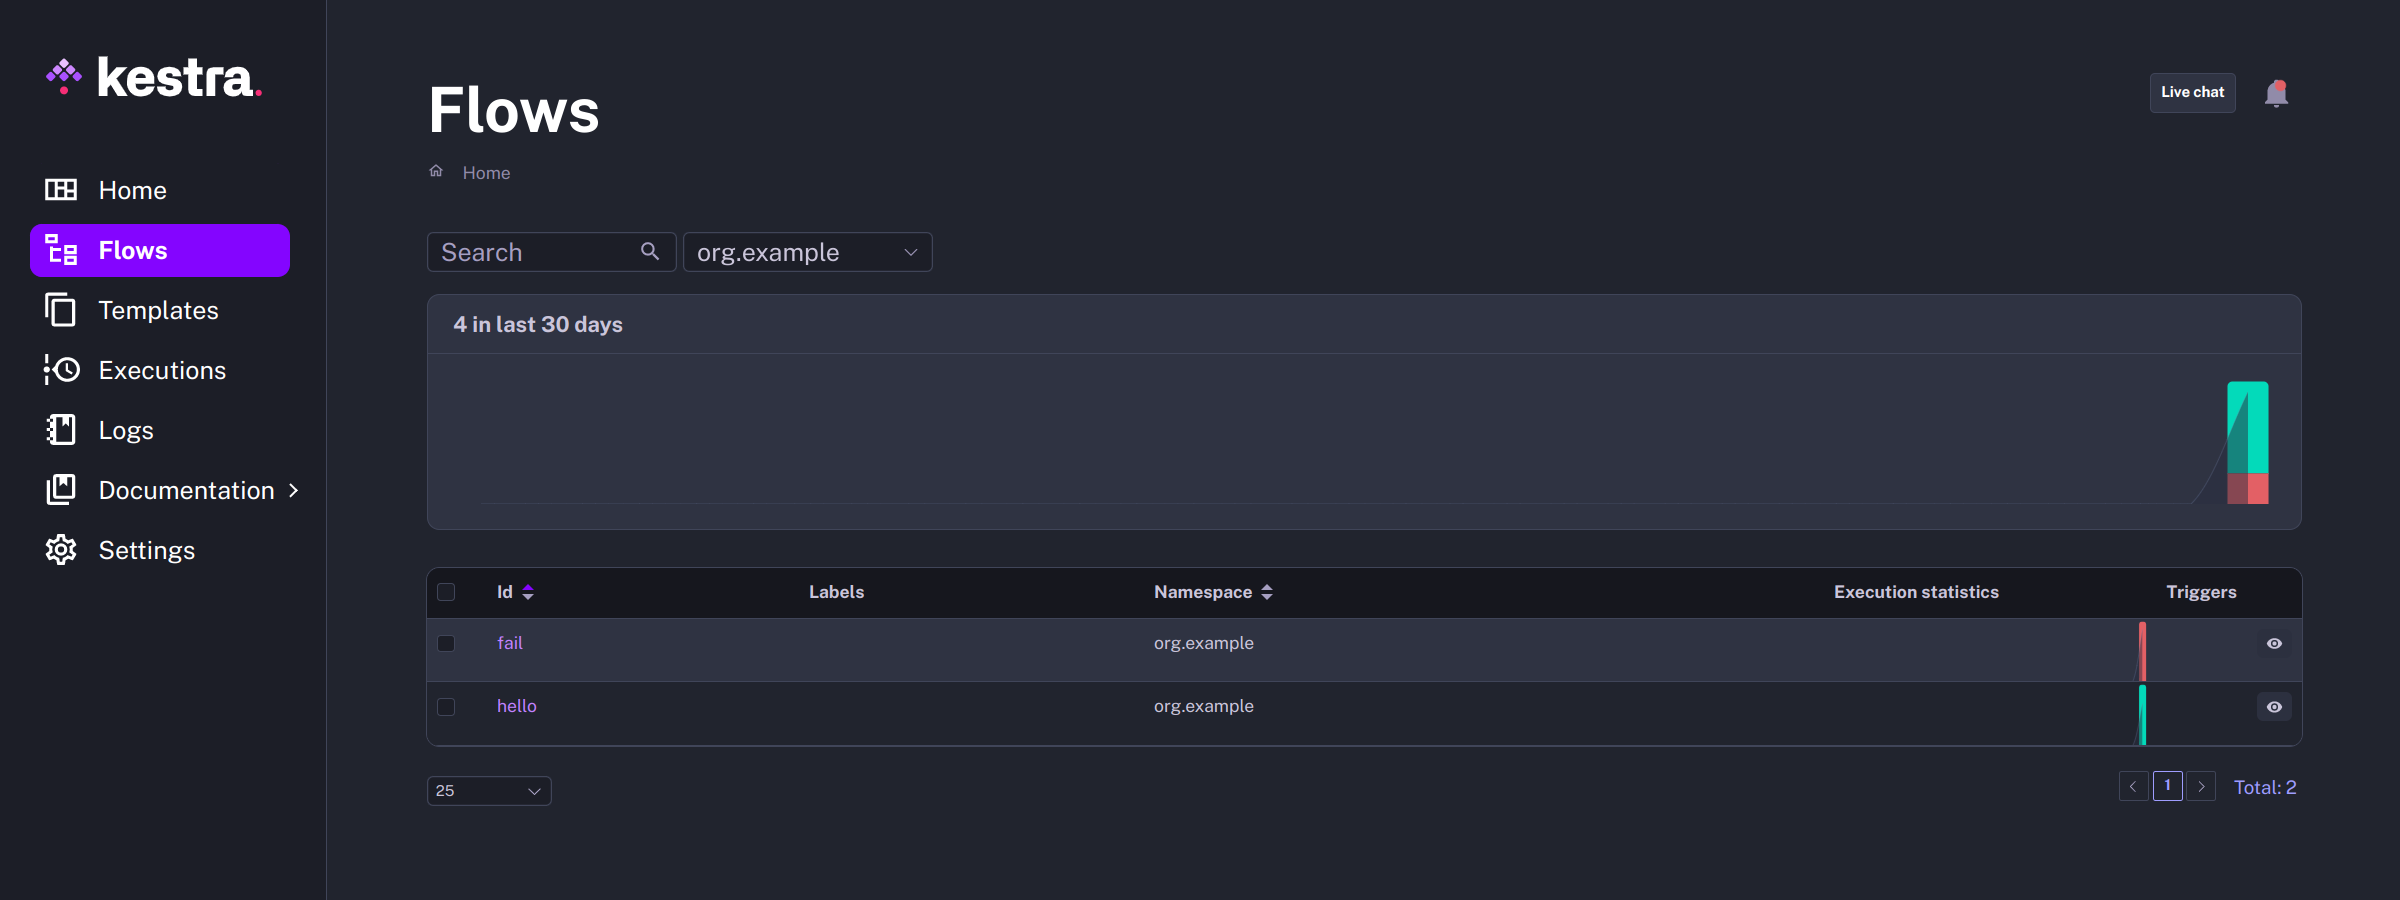 kestra.
Home
Flows
Templates
Executions
Logs
Documentation
Settings
Flows
Live chat
Home
Search
org.example
4 in last 30 days
Id Labels Namespace Execution statistics Triggers
fail org.example
hello org.example
25
1 Total: 2